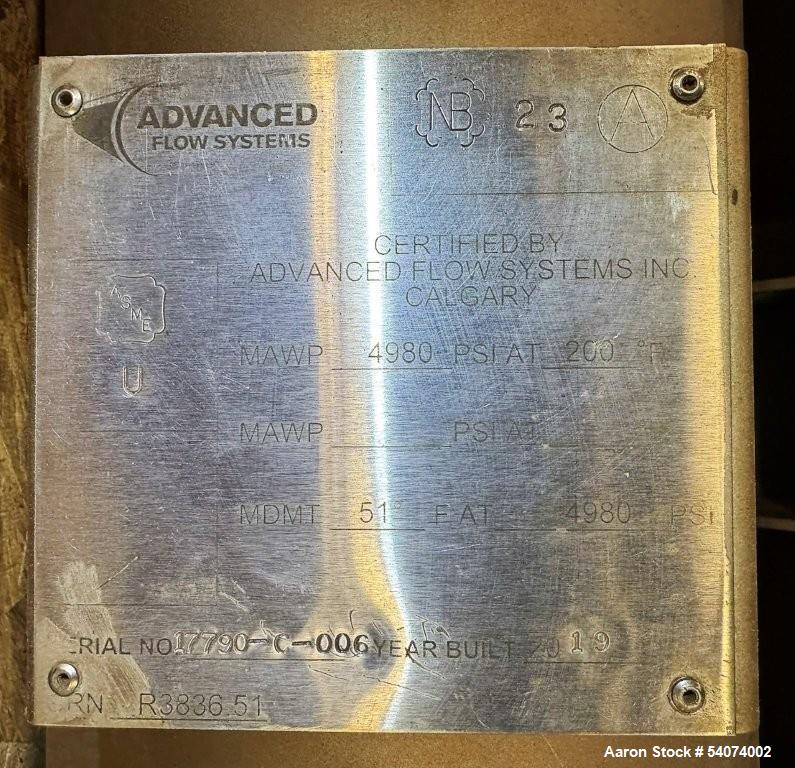 ADVANCED
FLOW SYSTEMS
NB 23 A
CERTIFIED BY
ADVANCED FLOW SYSTEMS INC.
CALGARY
ASME
U
MAWP 4980 PSI AT 200 °F
MAWP PSI AT
MDMT 51 F AT 4980 PSI
ERIAL NO 17790-C-006 YEAR BUILT 2019
RN R3836.51
Aaron Stock # 54074002